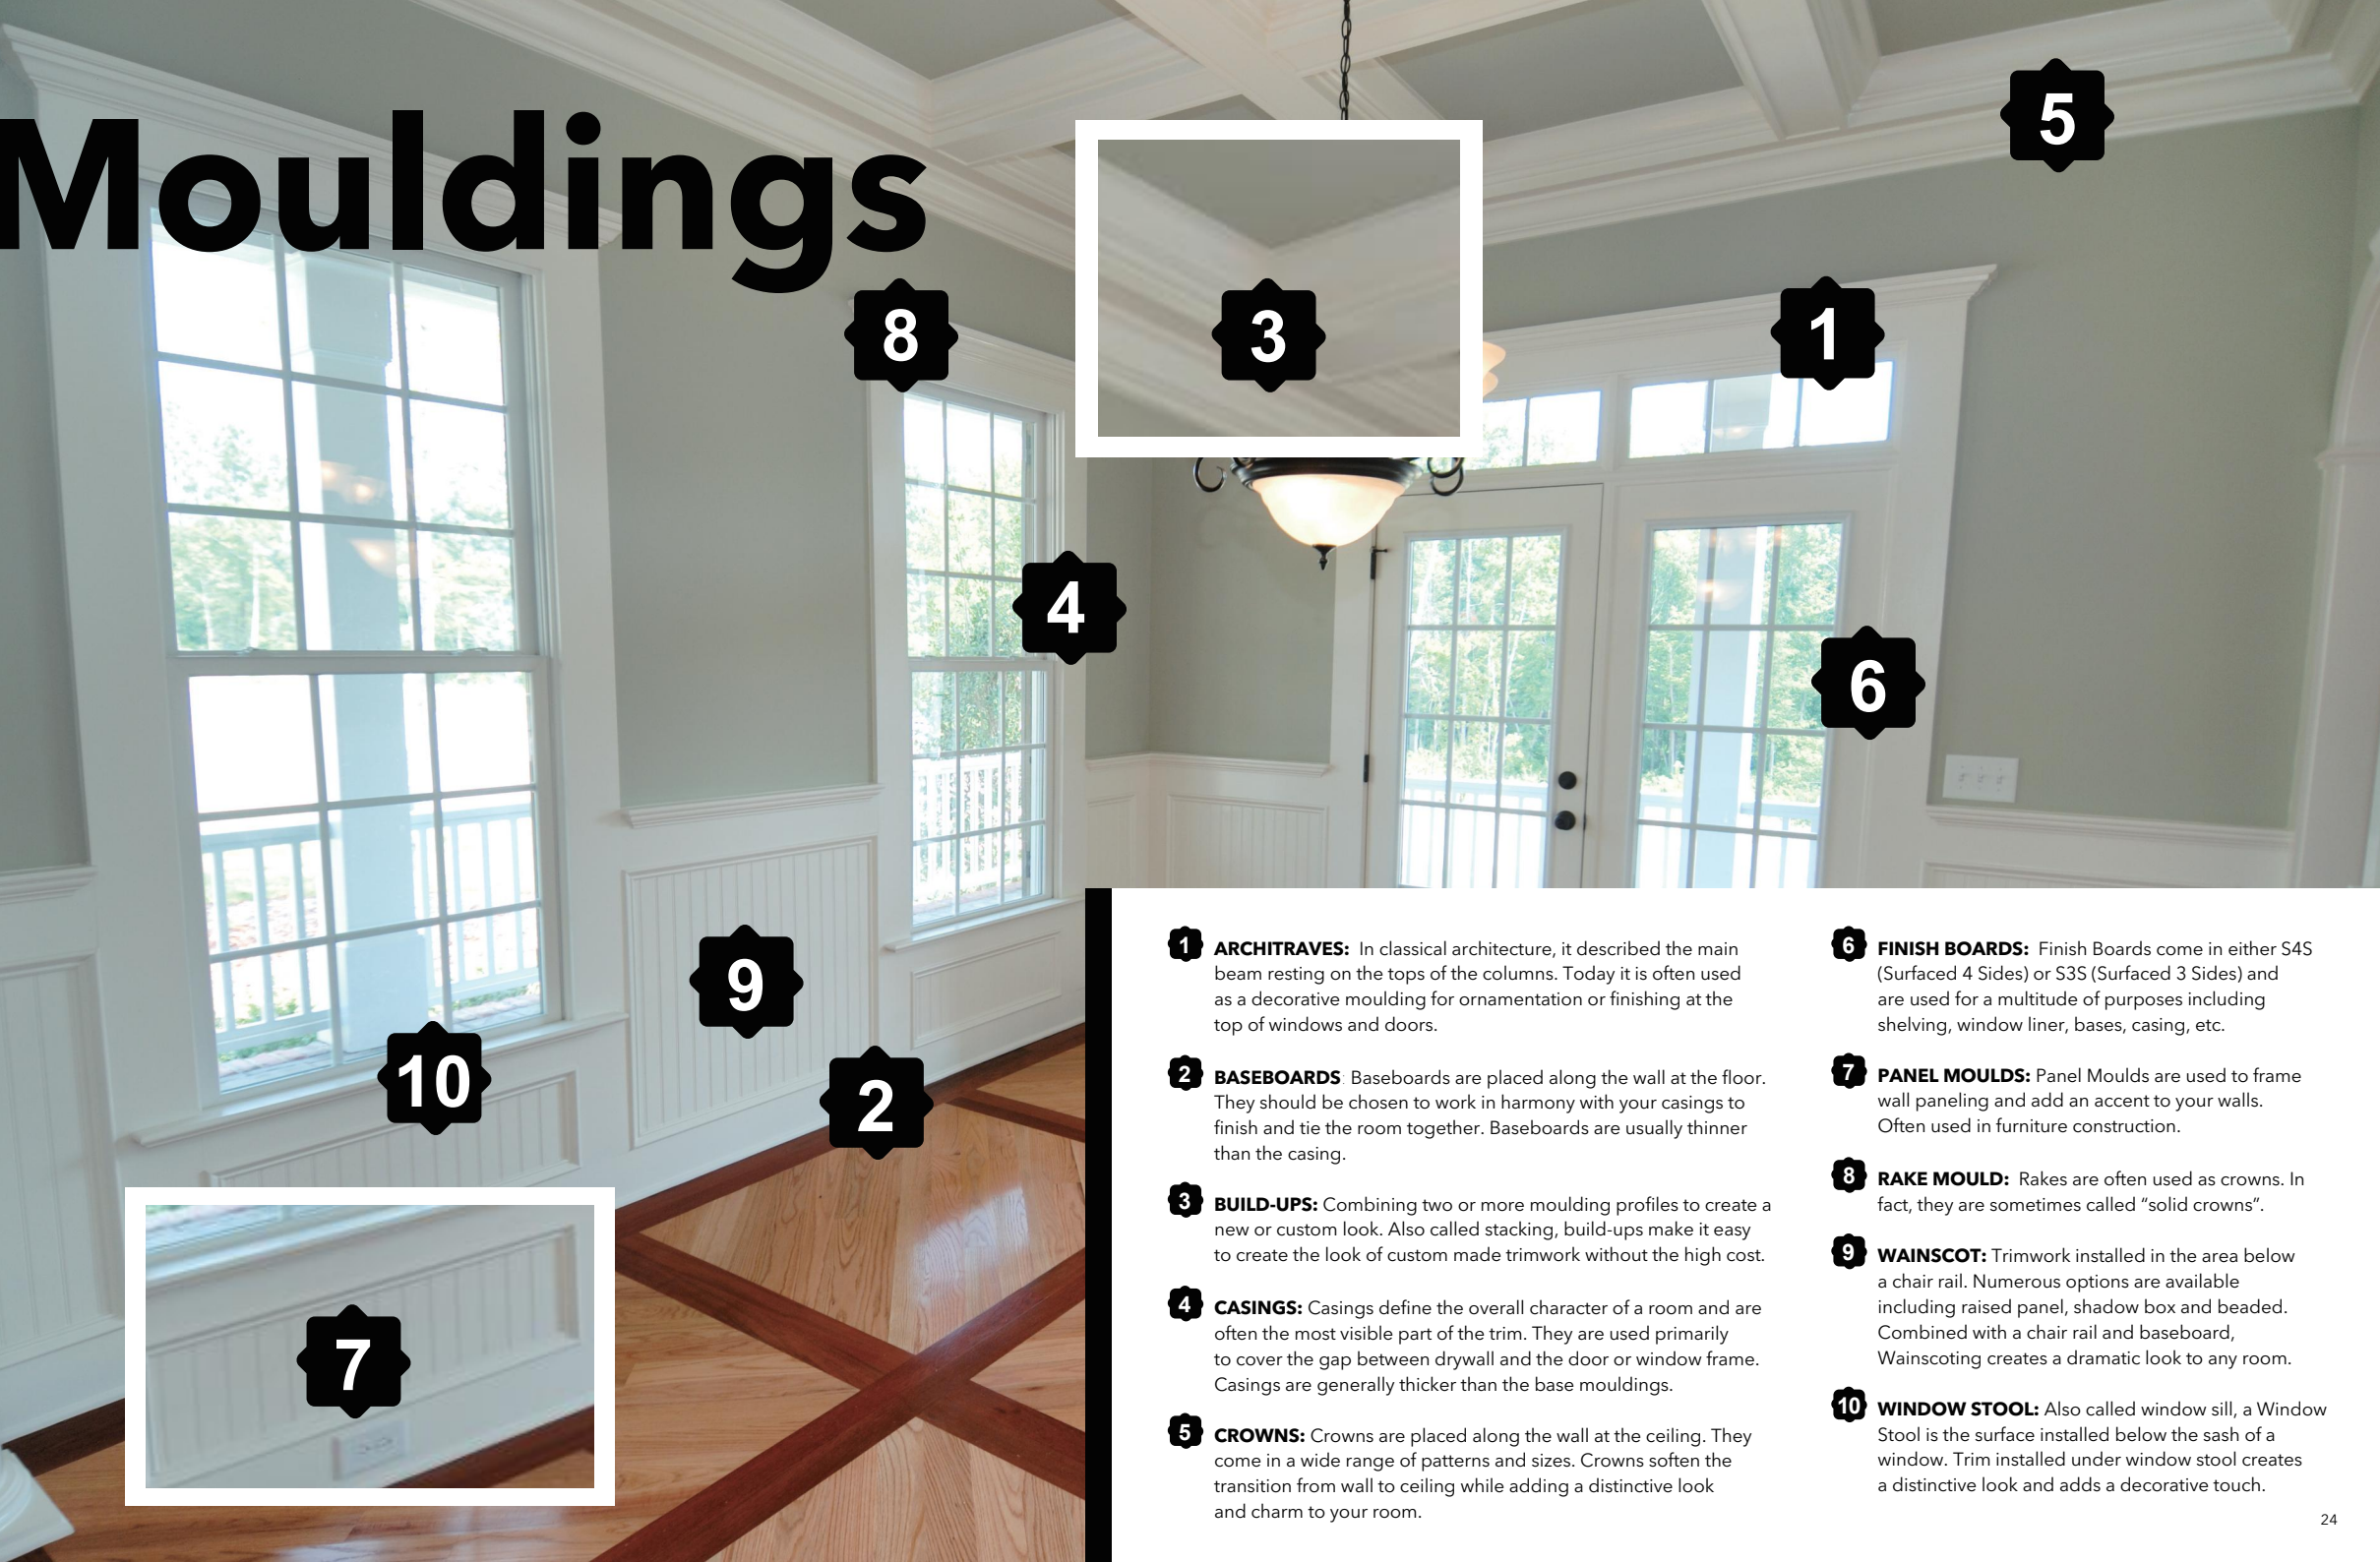 Mouldings
5
8
3
1
4
6
9
10
2
7
1 ARCHITRAVES: In classical architecture, it described the main
beam resting on the tops of the columns. Today it is often used
as a decorative moulding for ornamentation or finishing at the
top of windows and doors.
2 BASEBOARDS: Baseboards are placed along the wall at the floor.
They should be chosen to work in harmony with your casings to
finish and tie the room together. Baseboards are usually thinner
than the casing.
3 BUILD-UPS: Combining two or more moulding profiles to create a
new or custom look. Also called stacking, build-ups make it easy
to create the look of custom made trimwork without the high cost.
4 CASINGS: Casings define the overall character of a room and are
often the most visible part of the trim. They are used primarily
to cover the gap between drywall and the door or window frame.
Casings are generally thicker than the base mouldings.
5 CROWNS: Crowns are placed along the wall at the ceiling. They
come in a wide range of patterns and sizes. Crowns soften the
transition from wall to ceiling while adding a distinctive look
and charm to your room.
6 FINISH BOARDS: Finish Boards come in either S4S
(Surfaced 4 Sides) or S3S (Surfaced 3 Sides) and
are used for a multitude of purposes including
shelving, window liner, bases, casing, etc.
7 PANEL MOULDS: Panel Moulds are used to frame
wall paneling and add an accent to your walls.
Often used in furniture construction.
8 RAKE MOULD: Rakes are often used as crowns. In
fact, they are sometimes called “solid crowns”.
9 WAINSCOT: Trimwork installed in the area below
a chair rail. Numerous options are available
including raised panel, shadow box and beaded.
Combined with a chair rail and baseboard,
Wainscoting creates a dramatic look to any room.
10 WINDOW STOOL: Also called window sill, a Window
Stool is the surface installed below the sash of a
window. Trim installed under window stool creates
a distinctive look and adds a decorative touch.
24